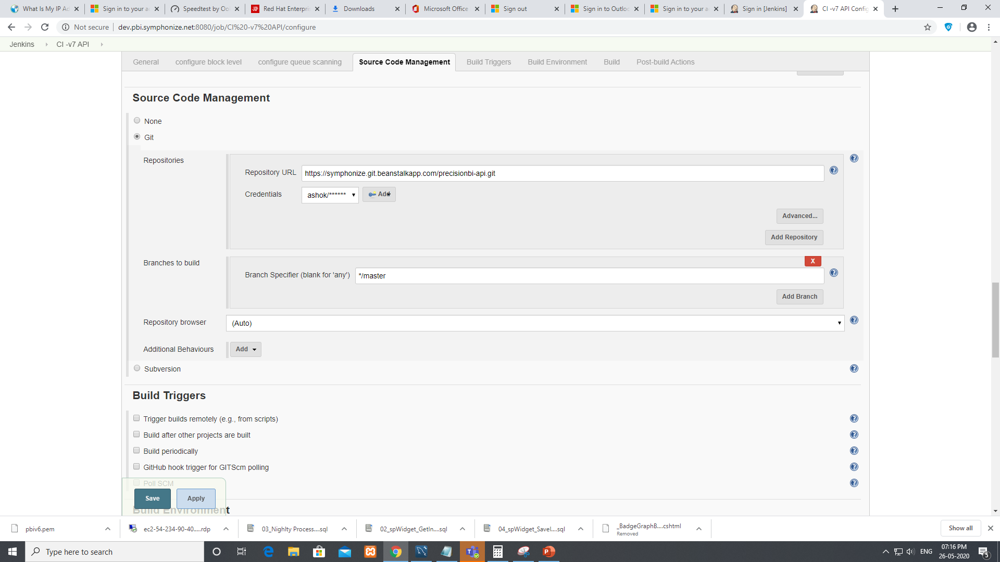 What Is My IP Ad
Sign in to your a
Speedtest by Oo
Red Hat Enterpri
Downloads
Microsoft Office
Sign out
Sign in to Outloo
Sign in to your a
Sign in [Jenkins]
CI -v7 API Config
Not secure
dev.pbi.symphonize.net:8080/job/CI%20-v7%20API/configure
Jenkins
CI -v7 API
General
configure block level
configure queue scanning
Source Code Management
Build Triggers
Build Environment
Build
Post-build Actions
Source Code Management
None
Git
Repositories
Repository URL
https://symphonize.git.beanstalkapp.com/precisionbi-api.git
Credentials
ashok/******
Add
Advanced...
Add Repository
Branches to build
X
Branch Specifier (blank for 'any')
*/master
Add Branch
Repository browser
(Auto)
Additional Behaviours
Add
Subversion
Build Triggers
Trigger builds remotely (e.g., from scripts)
Build after other projects are built
Build periodically
GitHub hook trigger for GITScm polling
Poll SCM
Save
Apply
Build Environment
pbiv6.pem
ec2-54-234-90-40.....rdp
03_Nighlty Process....sql
02_spWidget_GetIn....sql
04_spWidget_SaveI....sql
_BadgeGraphB....cshtml
Removed
Show all
Type here to search
ENG
07:16 PM
26-05-2020
5